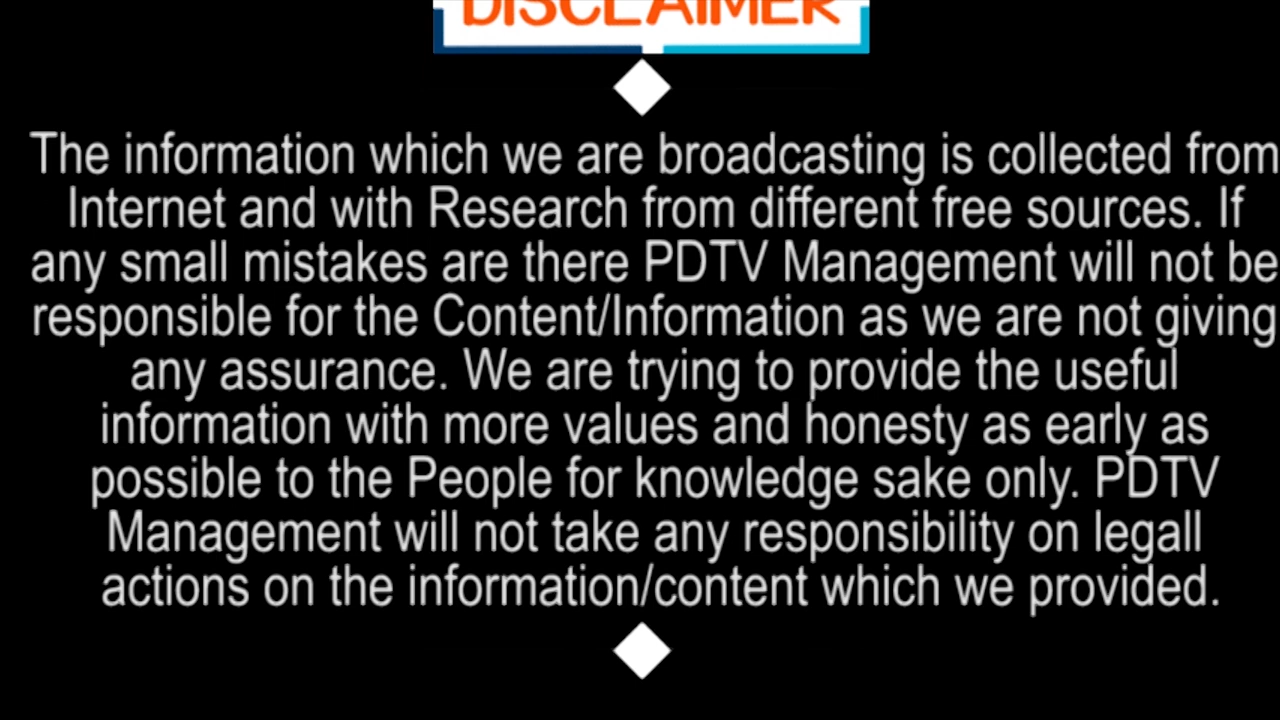 DISCLAIMER
The information which we are broadcasting is collected from
Internet and with Research from different free sources. If
any small mistakes are there PDTV Management will not be
responsible for the Content/Information as we are not giving
any assurance. We are trying to provide the useful
information with more values and honesty as early as
possible to the People for knowledge sake only. PDTV
Management will not take any responsibility on legall
actions on the information/content which we provided.